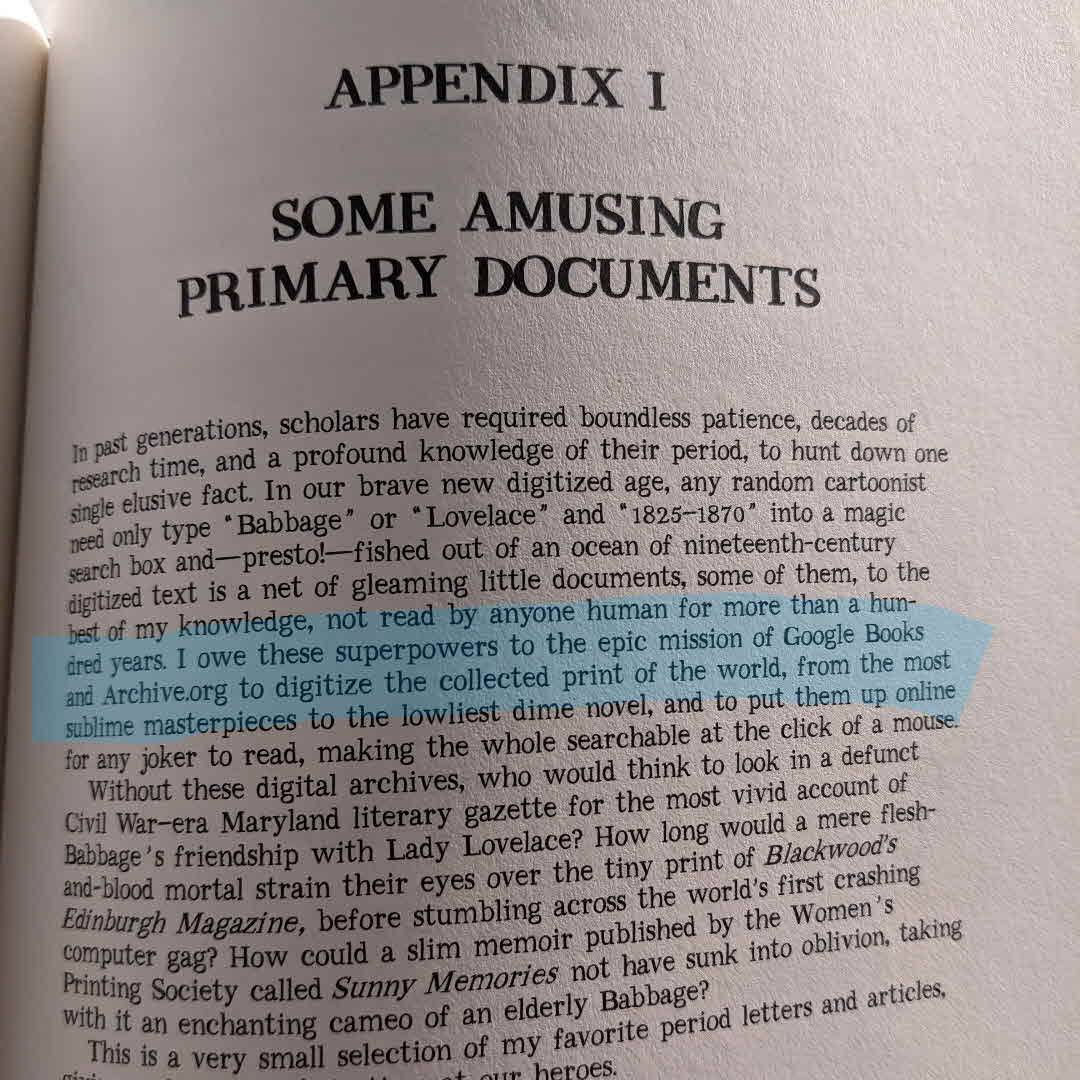 APPENDIX I
SOME AMUSING
PRIMARY DOCUMENTS
In past generations, scholars have required boundless patience, decades of
research time, and a profound knowledge of their period, to hunt down one
single elusive fact. In our brave new digitized age, any random cartoonist
need only type “Babbage” or “Lovelace” and “1825–1870” into a magic
search box and—presto!—fished out of an ocean of nineteenth-century
digitized text is a net of gleaming little documents, some of them, to the
best of my knowledge, not read by anyone human for more than a hun-
dred years. I owe these superpowers to the epic mission of Google Books
and Archive.org to digitize the collected print of the world, from the most
sublime masterpieces to the lowliest dime novel, and to put them up online
for any joker to read, making the whole searchable at the click of a mouse.
Without these digital archives, who would think to look in a defunct
Civil War–era Maryland literary gazette for the most vivid account of
Babbage's friendship with Lady Lovelace? How long would a mere flesh-
and-blood mortal strain their eyes over the tiny print of Blackwood's
Edinburgh Magazine, before stumbling across the world's first crashing
computer gag? How could a slim memoir published by the Women's
Printing Society called Sunny Memories not have sunk into oblivion, taking
with it an enchanting cameo of an elderly Babbage?
This is a very small selection of my favorite period letters and articles,
our heroes.